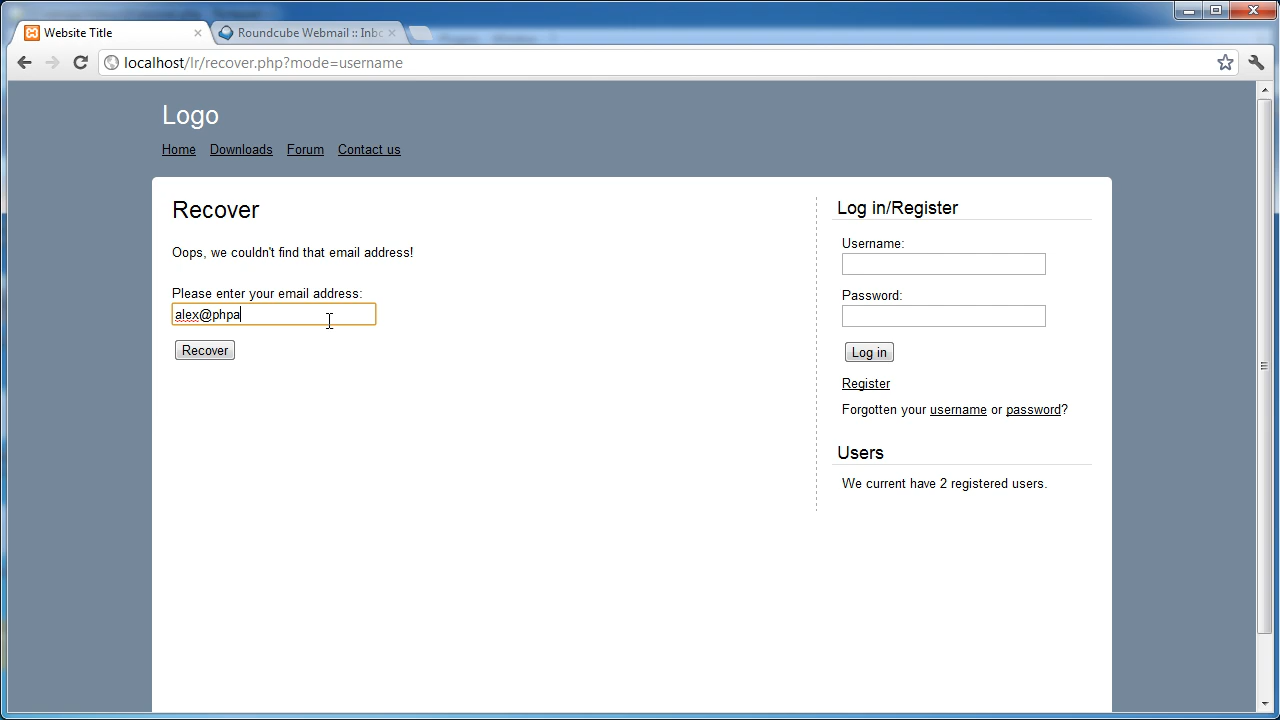 Website Title
Roundcube Webmail :: Inbc
localhost/lr/recover.php?mode=username
Logo
Home Downloads Forum Contact us
Recover
Oops, we couldn't find that email address!
Please enter your email address:
alex@phpa
Recover
Log in/Register
Username:
Password:
Log in
Register
Forgotten your username or password?
Users
We current have 2 registered users.